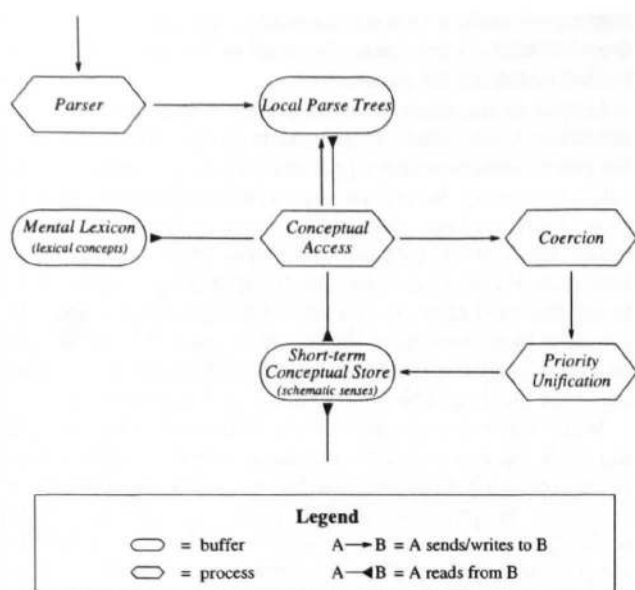 Parser
Local Parse Trees
Mental Lexicon
(lexical concepts)
Conceptual
Access
Coercion
Short-term
Conceptual Store
(schematic senses)
Priority
Unification
Legend
= buffer
A B = A sends/writes to B
= process
A B = A reads from B